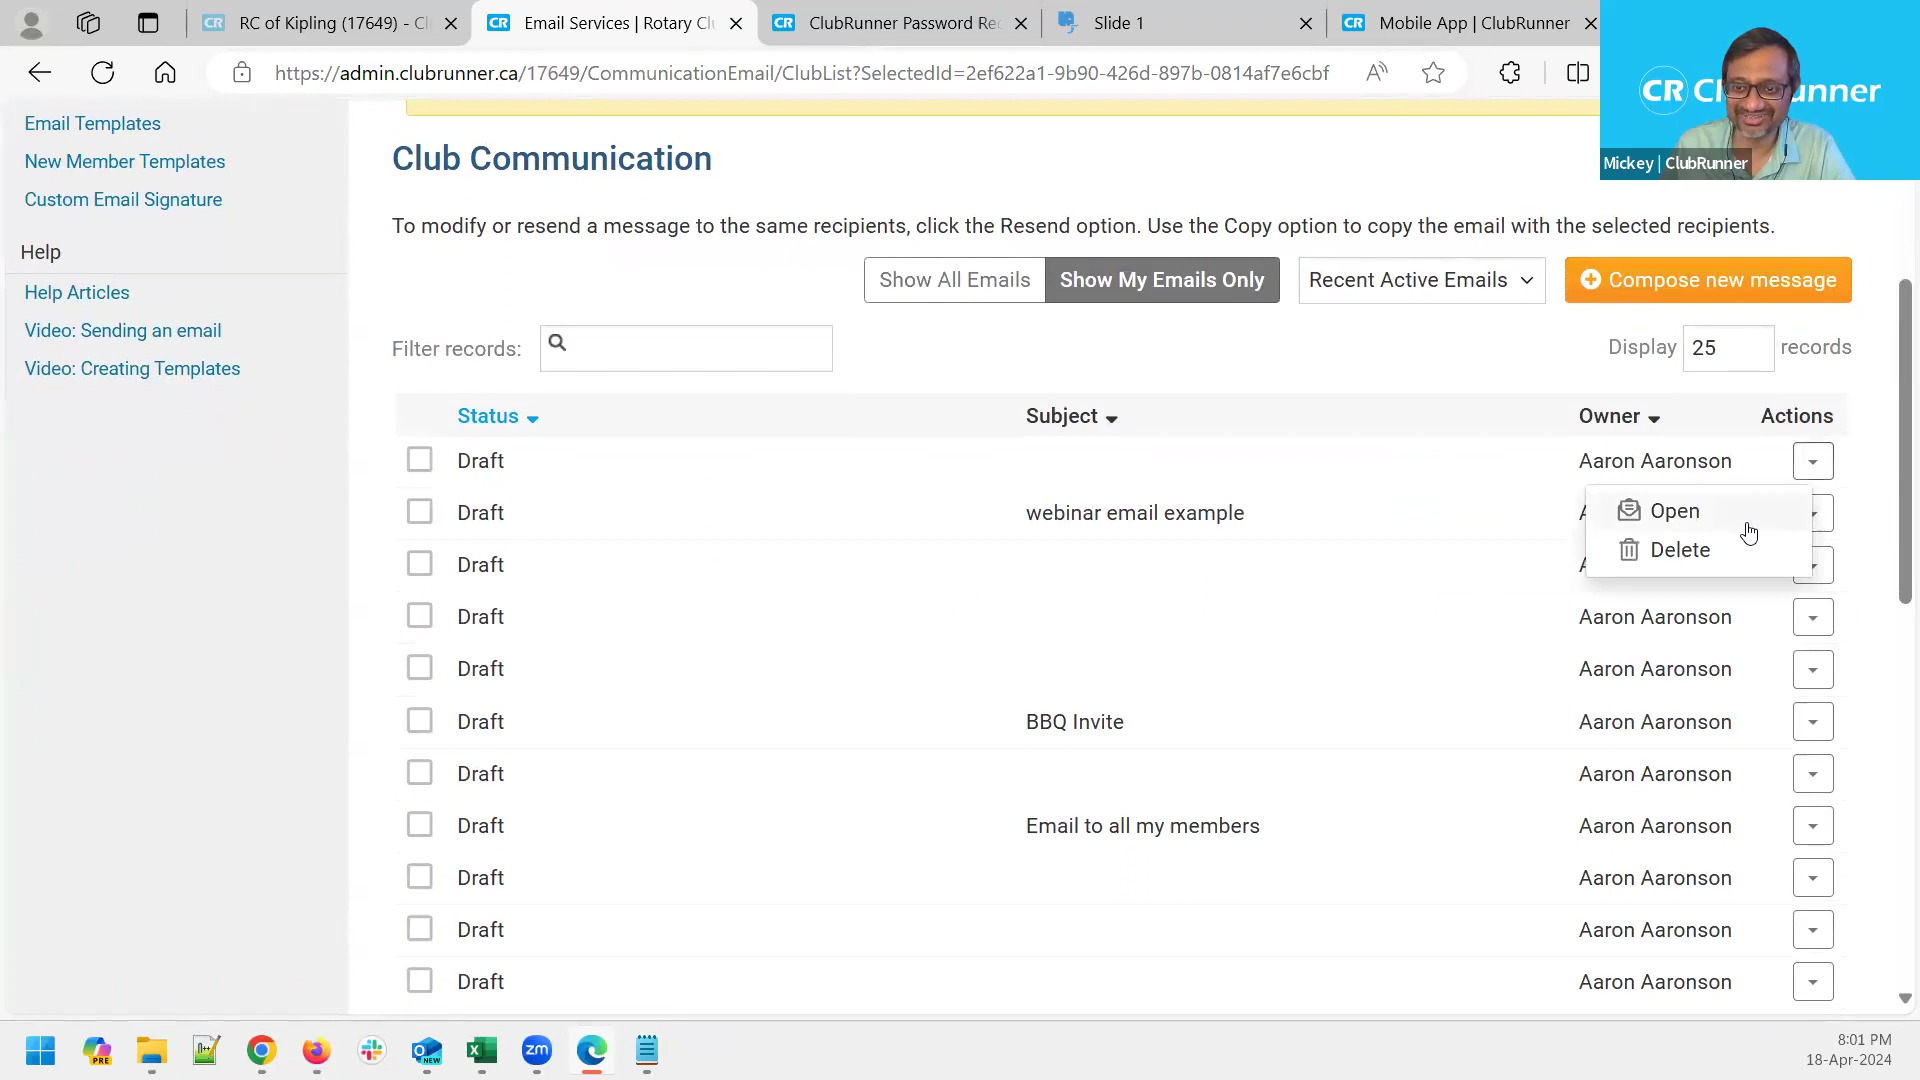 RC of Kipling (17649) - Cl
Email Services | Rotary Clu
ClubRunner Password Re
Slide 1
Mobile App | ClubRunner
https://admin.clubrunner.ca/17649/CommunicationEmail/ClubList?SelectedId=2ef622a1-9b90-426d-897b-0814af7e6cbf
CR Cl unner
Mickey | ClubRunner
Email Templates
New Member Templates
Custom Email Signature
Help
Help Articles
Video: Sending an email
Video: Creating Templates
Club Communication
To modify or resend a message to the same recipients, click the Resend option. Use the Copy option to copy the email with the selected recipients.
Show All Emails Show My Emails Only Recent Active Emails Compose new message
Filter records: Display 25 records
Status Subject Owner Actions
Draft Aaron Aaronson
Draft webinar email example
Open
Draft
Delete
Draft Aaron Aaronson
Draft Aaron Aaronson
Draft BBQ Invite Aaron Aaronson
Draft Aaron Aaronson
Draft Email to all my members Aaron Aaronson
Draft Aaron Aaronson
Draft Aaron Aaronson
Draft Aaron Aaronson
PRE
NEW
zm
8:01 PM
18-Apr-2024